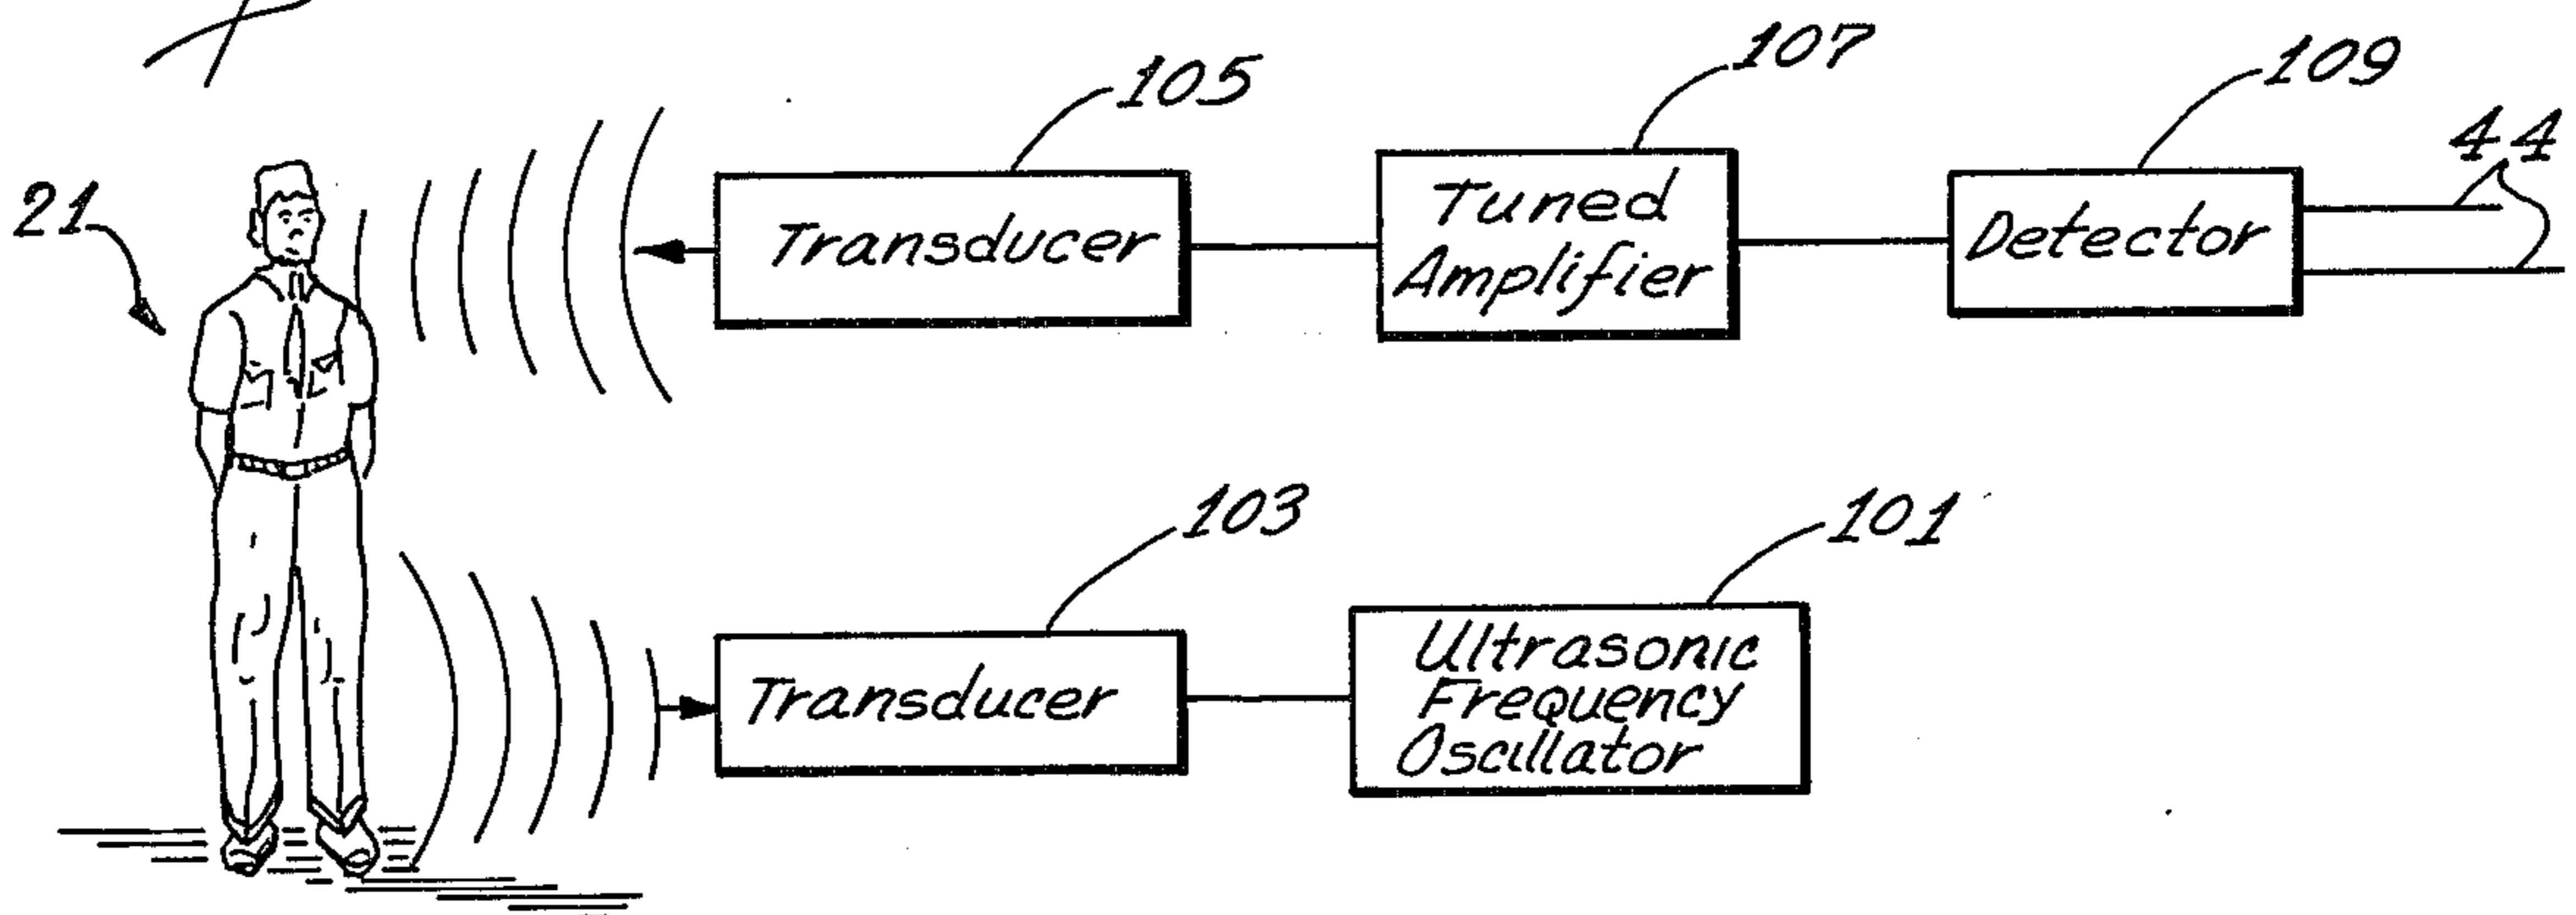 107
109
105
44
Tuned
Amplifier
Transducer
Detector
21
103
101
Ultrasonic
Frequency
Oscillator
Transducer